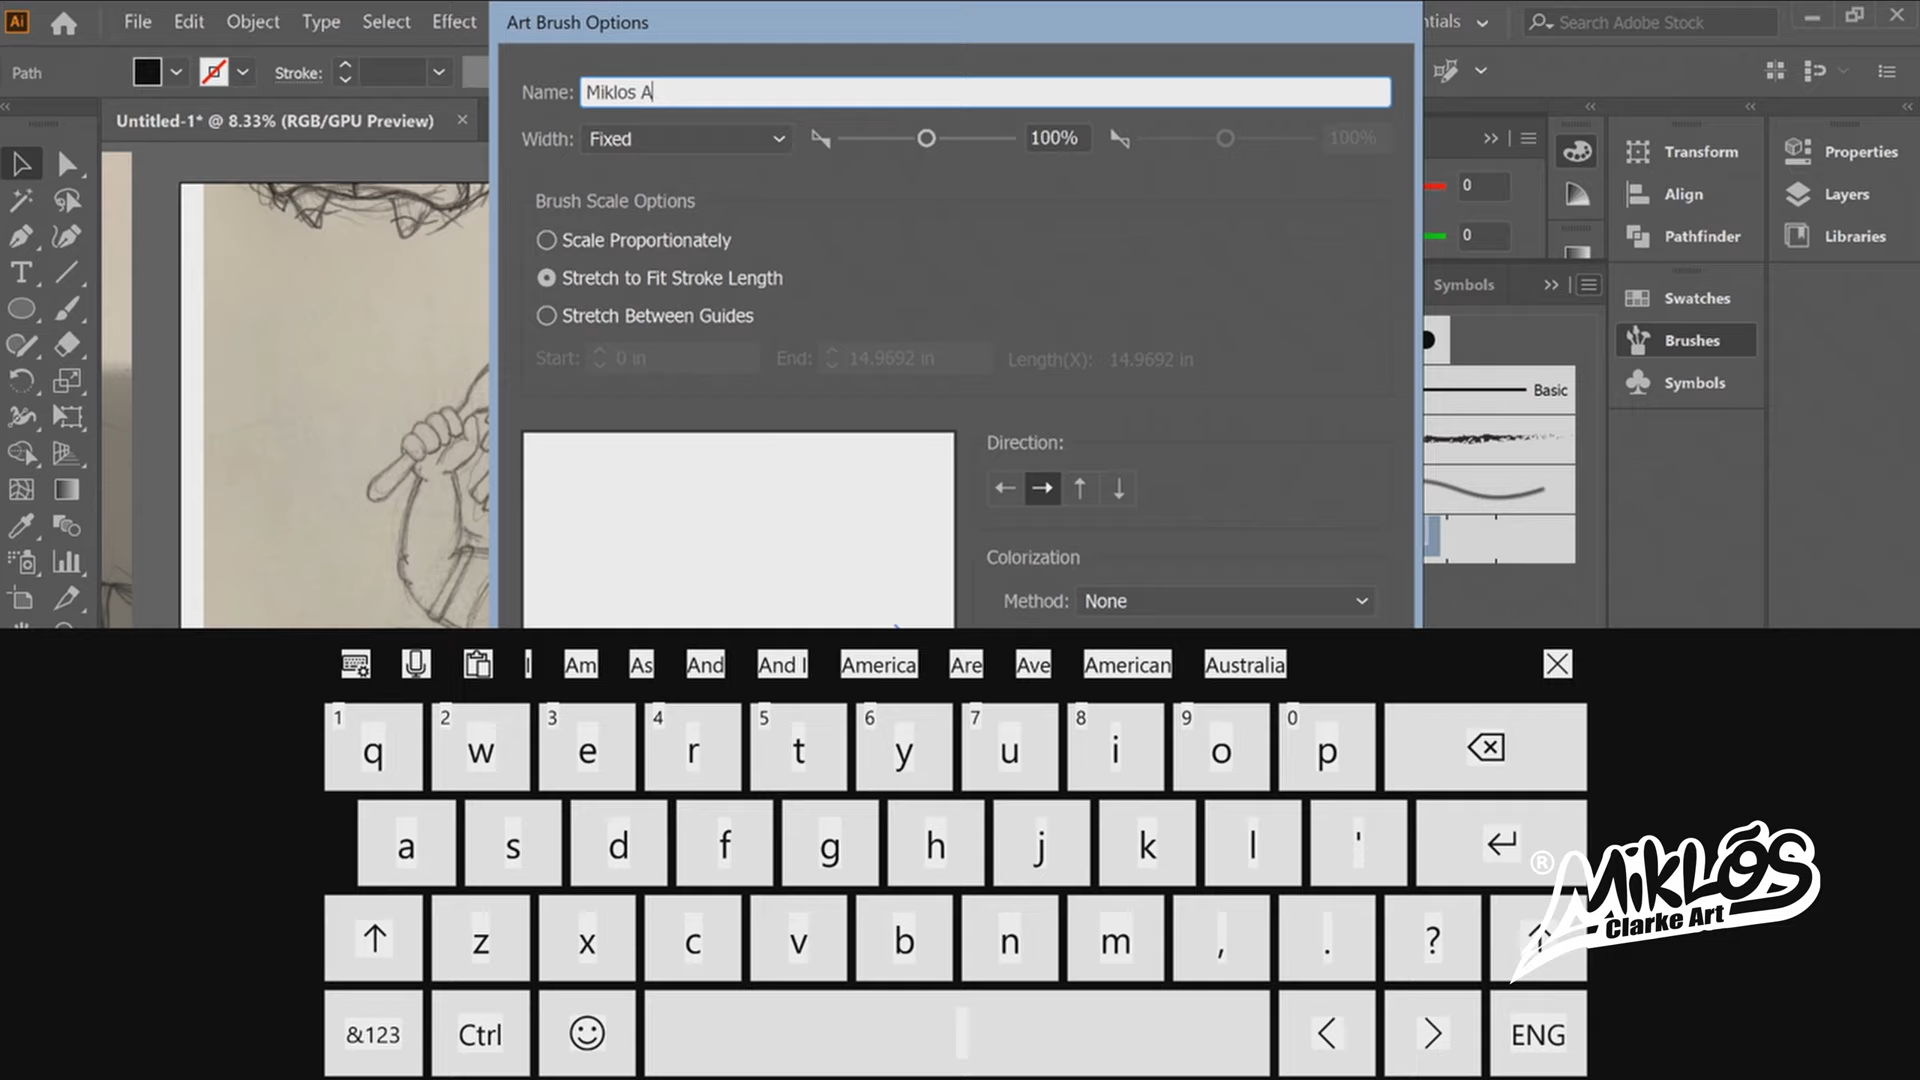 Ai File Edit Object Type Select Effect
Art Brush Options
ntials
Search Adobe Stock
Path
Stroke:
Name: Miklos A
Untitled-1* @ 8.33% (RGB/GPU Preview)
Width: Fixed 100% 100%
Brush Scale Options
Scale Proportionately
Stretch to Fit Stroke Length
Stretch Between Guides
Start: 0 in End: 14.9692 in Length(X): 14.9692 in
Direction:
Colorization
Method: None
0
0
Symbols
Basic
Transform
Align
Pathfinder
Swatches
Brushes
Symbols
Properties
Layers
Libraries
I Am As And And I America Are Ave American Australia
1 2 3 4 5 6 7 8 9 0
q w e r t y u i o p
a s d f g h j k l '
z x c v b n m , . ?
&123 Ctrl < > ENG
® MiKLÓS
Clarke Art